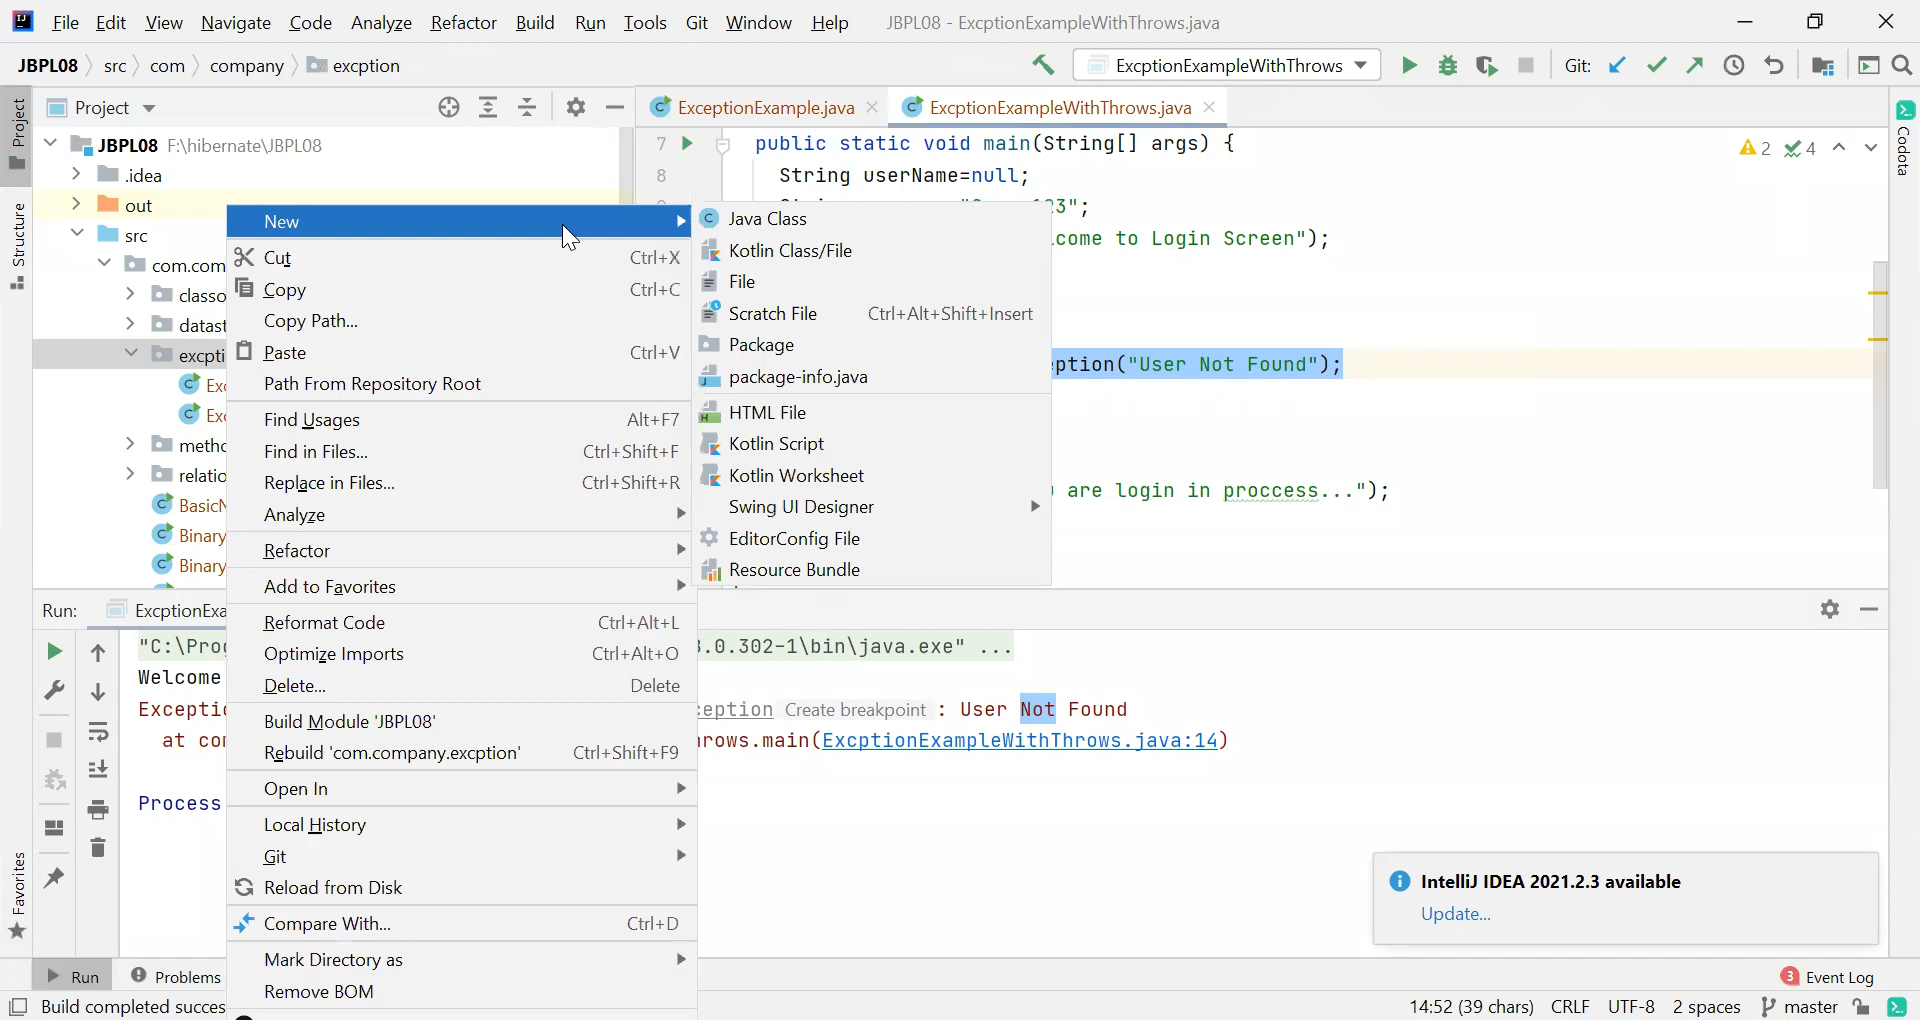 File Edit View Navigate Code Analyze Refactor Build Run Tools Git Window Help JBPL08 - ExcptionExampleWithThrows.java
JBPL08 src com company excption ExcptionExampleWithThrows Git:
Project ExceptionExample.java ExcptionExampleWithThrows.java
Project
Structure
Favorites
Codota
JBPL08 F:\hibernate\JBPL08
.idea
out
src
com.com
classo
datast
excpti
Exc
Exc
metho
relatio
BasicN
Binary
Binary
7 public static void main(String[] args) {
8 String userName=null;
3";
come to Login Screen");
ption("User Not Found");
are login in proccess...");
2 4
New
Cut Ctrl+X
Copy Ctrl+C
Copy Path...
Paste Ctrl+V
Path From Repository Root
Find Usages Alt+F7
Find in Files... Ctrl+Shift+F
Replace in Files... Ctrl+Shift+R
Analyze
Refactor
Add to Favorites
Reformat Code Ctrl+Alt+L
Optimize Imports Ctrl+Alt+O
Delete... Delete
Build Module 'JBPL08'
Rebuild 'com.company.excption' Ctrl+Shift+F9
Open In
Local History
Git
Reload from Disk
Compare With... Ctrl+D
Mark Directory as
Remove BOM
Java Class
Kotlin Class/File
File
Scratch File Ctrl+Alt+Shift+Insert
Package
package-info.java
HTML File
Kotlin Script
Kotlin Worksheet
Swing UI Designer
EditorConfig File
Resource Bundle
Run: ExcptionExa
"C:\Prog .0.302-1\bin\java.exe" ...
Welcome
Exceptio eption Create breakpoint : User Not Found
at com rows.main(ExcptionExampleWithThrows.java:14)
Process
IntelliJ IDEA 2021.2.3 available
Update...
Run Problems 3 Event Log
Build completed succes 14:52 (39 chars) CRLF UTF-8 2 spaces master